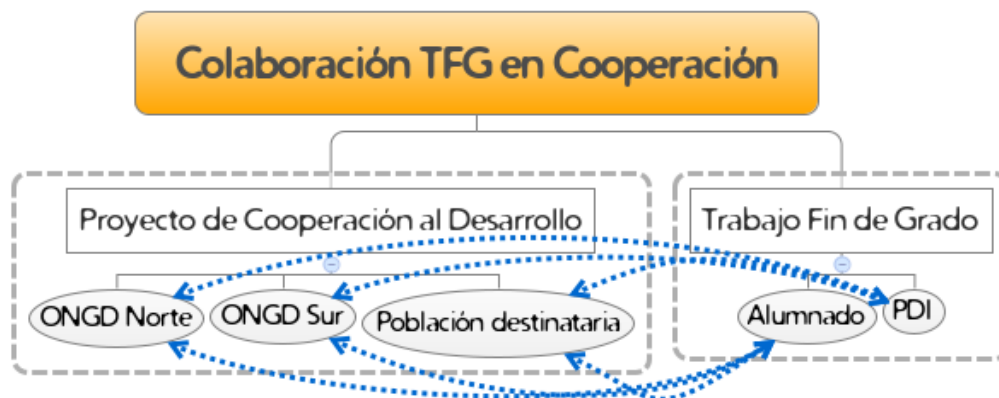 Colaboración TFG en Cooperación
Proyecto de Cooperación al Desarrollo
Trabajo Fin de Grado
ONGD Norte
ONGD Sur
Población destinataria
Alumnado
PDI